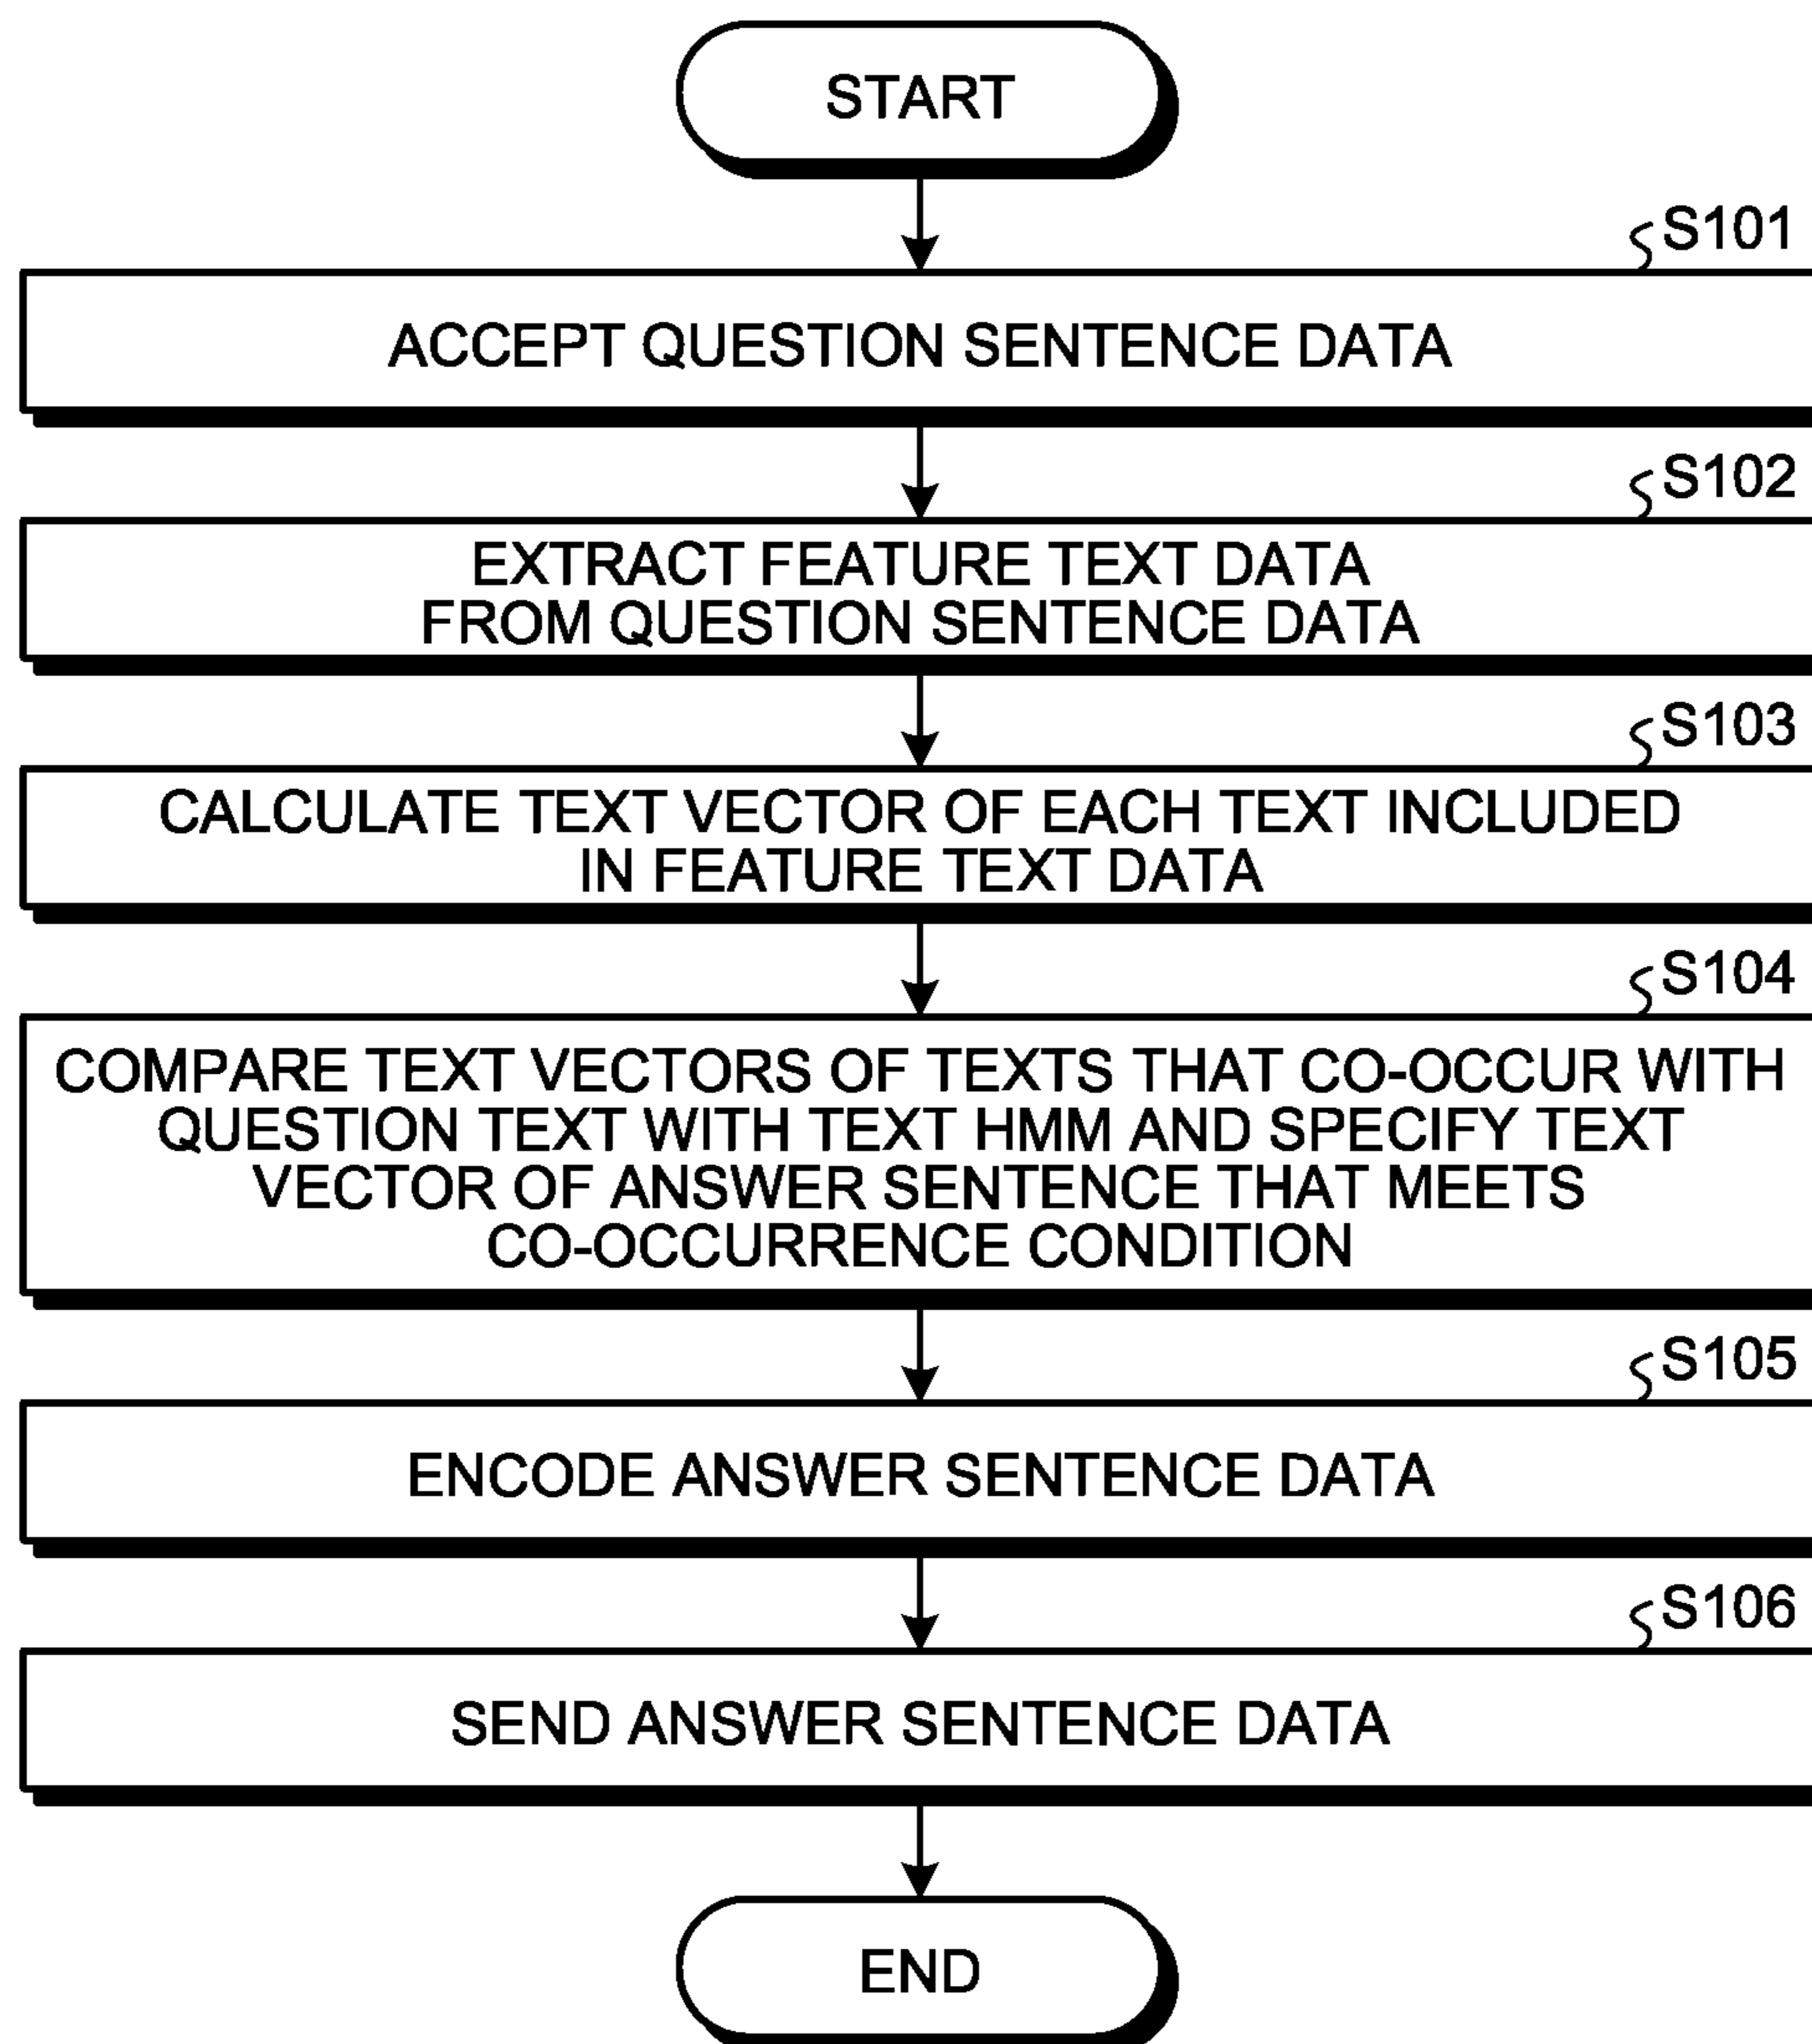 START
S101
ACCEPT QUESTION SENTENCE DATA
S102
EXTRACT FEATURE TEXT DATA
FROM QUESTION SENTENCE DATA
S103
CALCULATE TEXT VECTOR OF EACH TEXT INCLUDED
IN FEATURE TEXT DATA
S104
COMPARE TEXT VECTORS OF TEXTS THAT CO-OCCUR WITH
QUESTION TEXT WITH TEXT HMM AND SPECIFY TEXT
VECTOR OF ANSWER SENTENCE THAT MEETS
CO-OCCURRENCE CONDITION
S105
ENCODE ANSWER SENTENCE DATA
S106
SEND ANSWER SENTENCE DATA
END